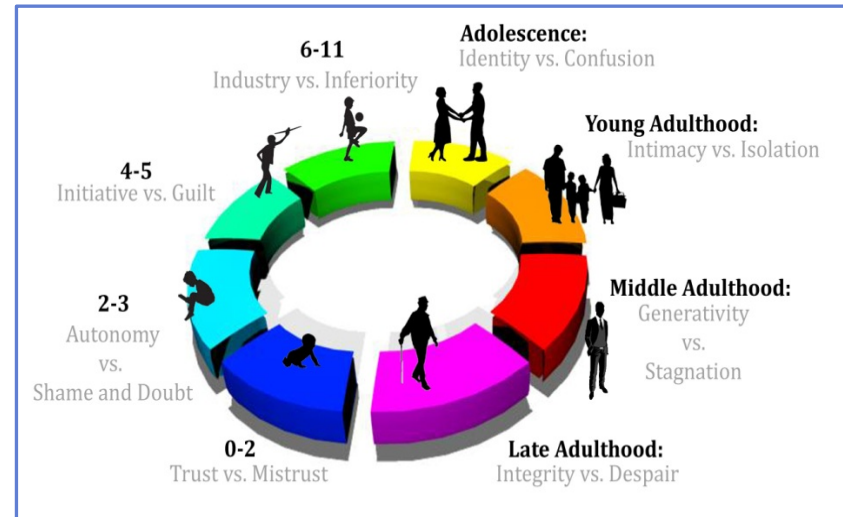 Adolescence:
Identity vs. Confusion
6-11
Industry vs. Inferiority
Young Adulthood:
Intimacy vs. Isolation
4-5
Initiative vs. Guilt
Middle Adulthood:
Generativity
vs.
Stagnation
2-3
Autonomy
vs.
Shame and Doubt
0-2
Trust vs. Mistrust
Late Adulthood:
Integrity vs. Despair